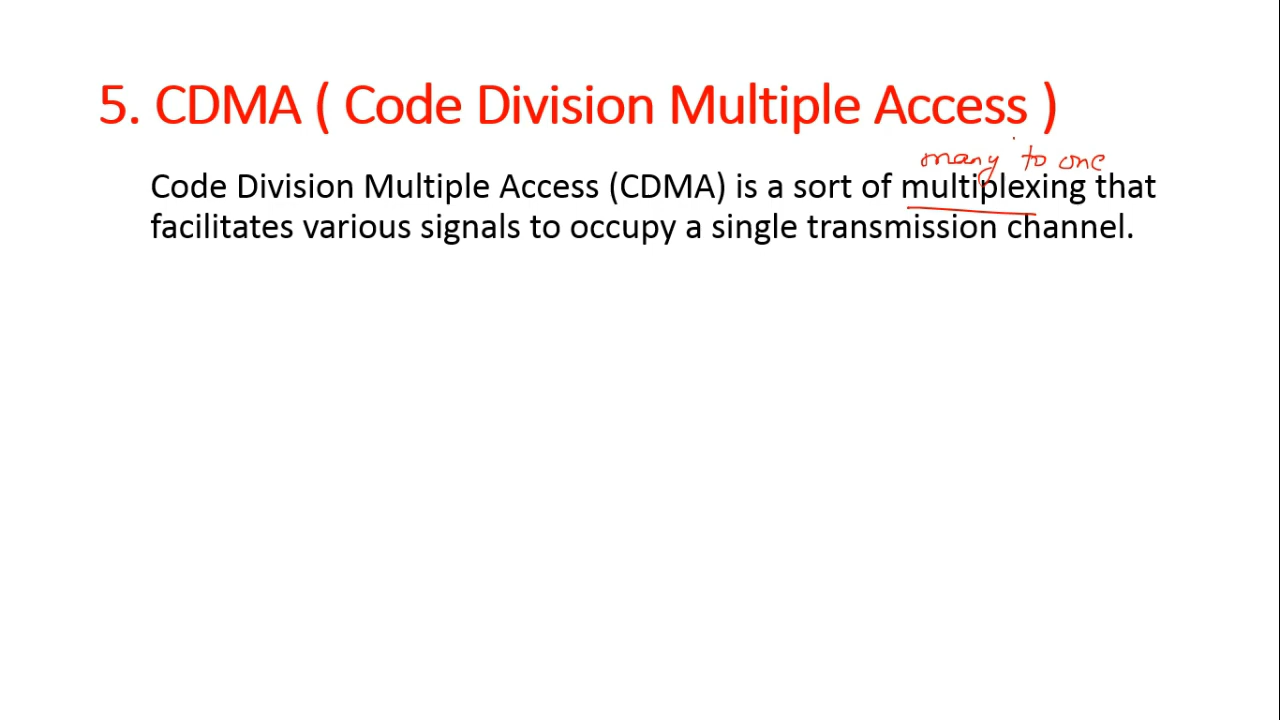 5. CDMA ( Code Division Multiple Access )
many to one
Code Division Multiple Access (CDMA) is a sort of multiplexing that
facilitates various signals to occupy a single transmission channel.